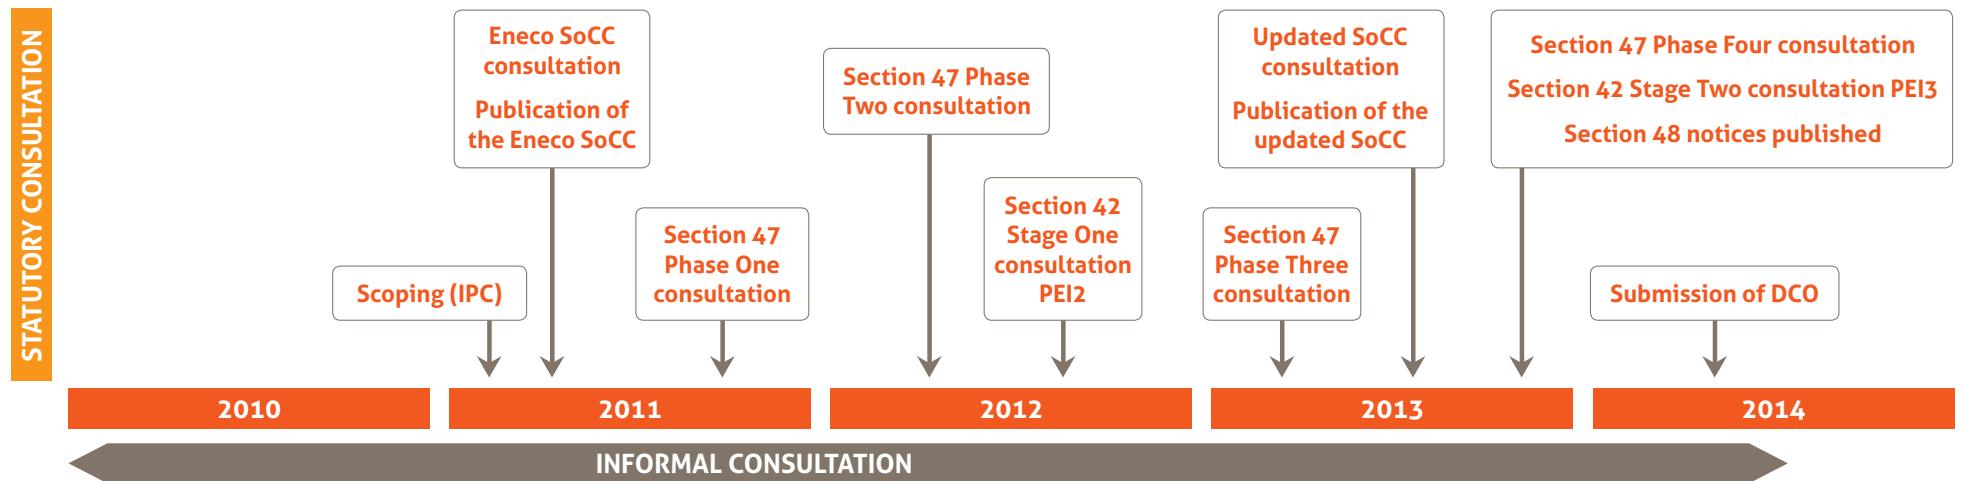 STATUTORY CONSULTATION
Eneco SoCC
consultation
Publication of
the Eneco SoCC
Section 47 Phase
Two consultation
Updated SoCC
consultation
Publication of the
updated SoCC
Section 47 Phase Four consultation
Section 42 Stage Two consultation PEI3
Section 48 notices published
Scoping (IPC)
Section 47
Phase One
consultation
Section 42
Stage One
consultation
PEI2
Section 47
Phase Three
consultation
Submission of DCO
2010
2011
2012
2013
2014
INFORMAL CONSULTATION